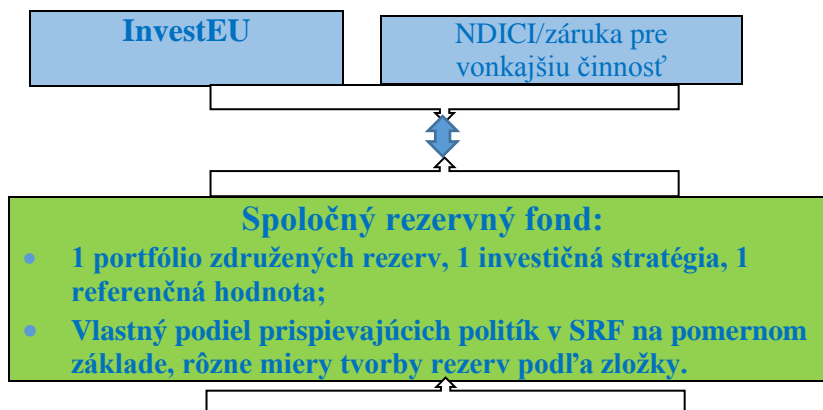 InvestEU
NDICI/záruka pre
vonkajšiu činnosť
Spoločný rezervný fond:
• 1 portfólio združených rezerv, 1 investičná stratégia, 1
referenčná hodnota;
• Vlastný podiel prispievajúcich politík v SRF na pomernom
základe, rôzne miery tvorby rezerv podľa zložky.